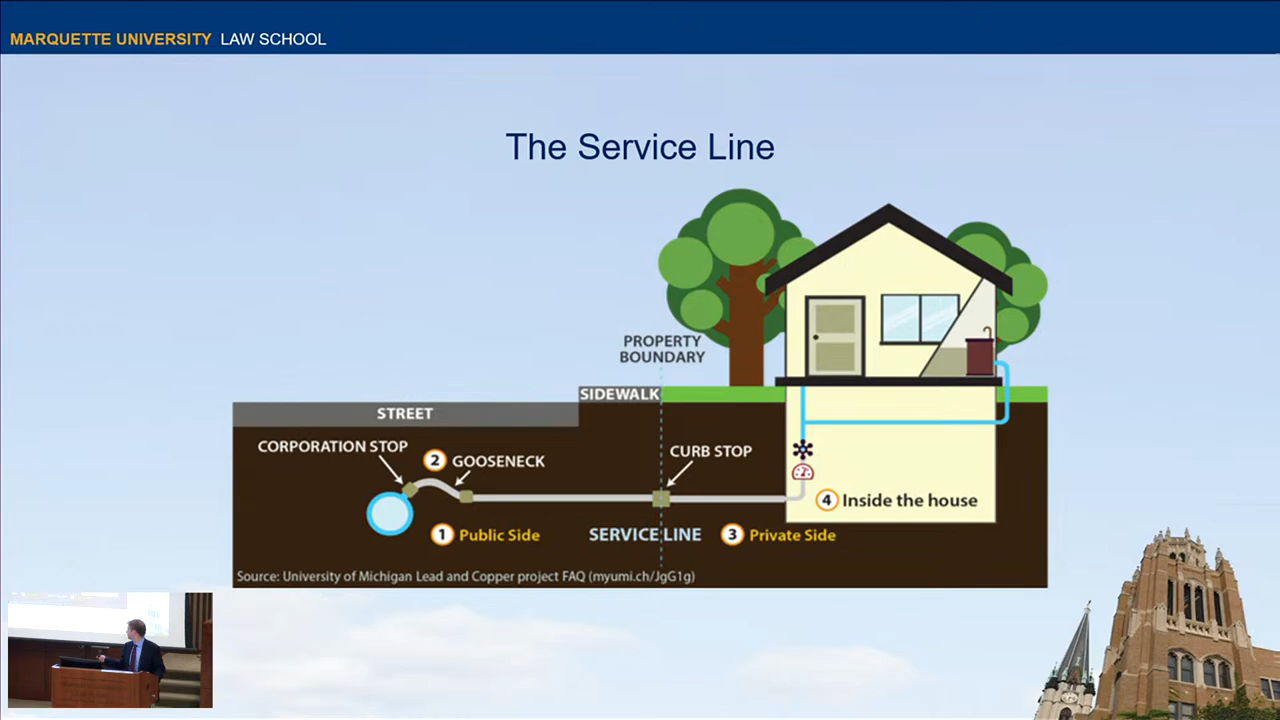 MARQUETTE UNIVERSITY LAW SCHOOL
The Service Line
PROPERTY
BOUNDARY
SIDEWALK
STREET
CORPORATION STOP
2 GOOSENECK
CURB STOP
4 Inside the house
1 Public Side
SERVICE LINE
3 Private Side
Source: University of Michigan Lead and Copper project FAQ (myumi.ch/JgG1g)